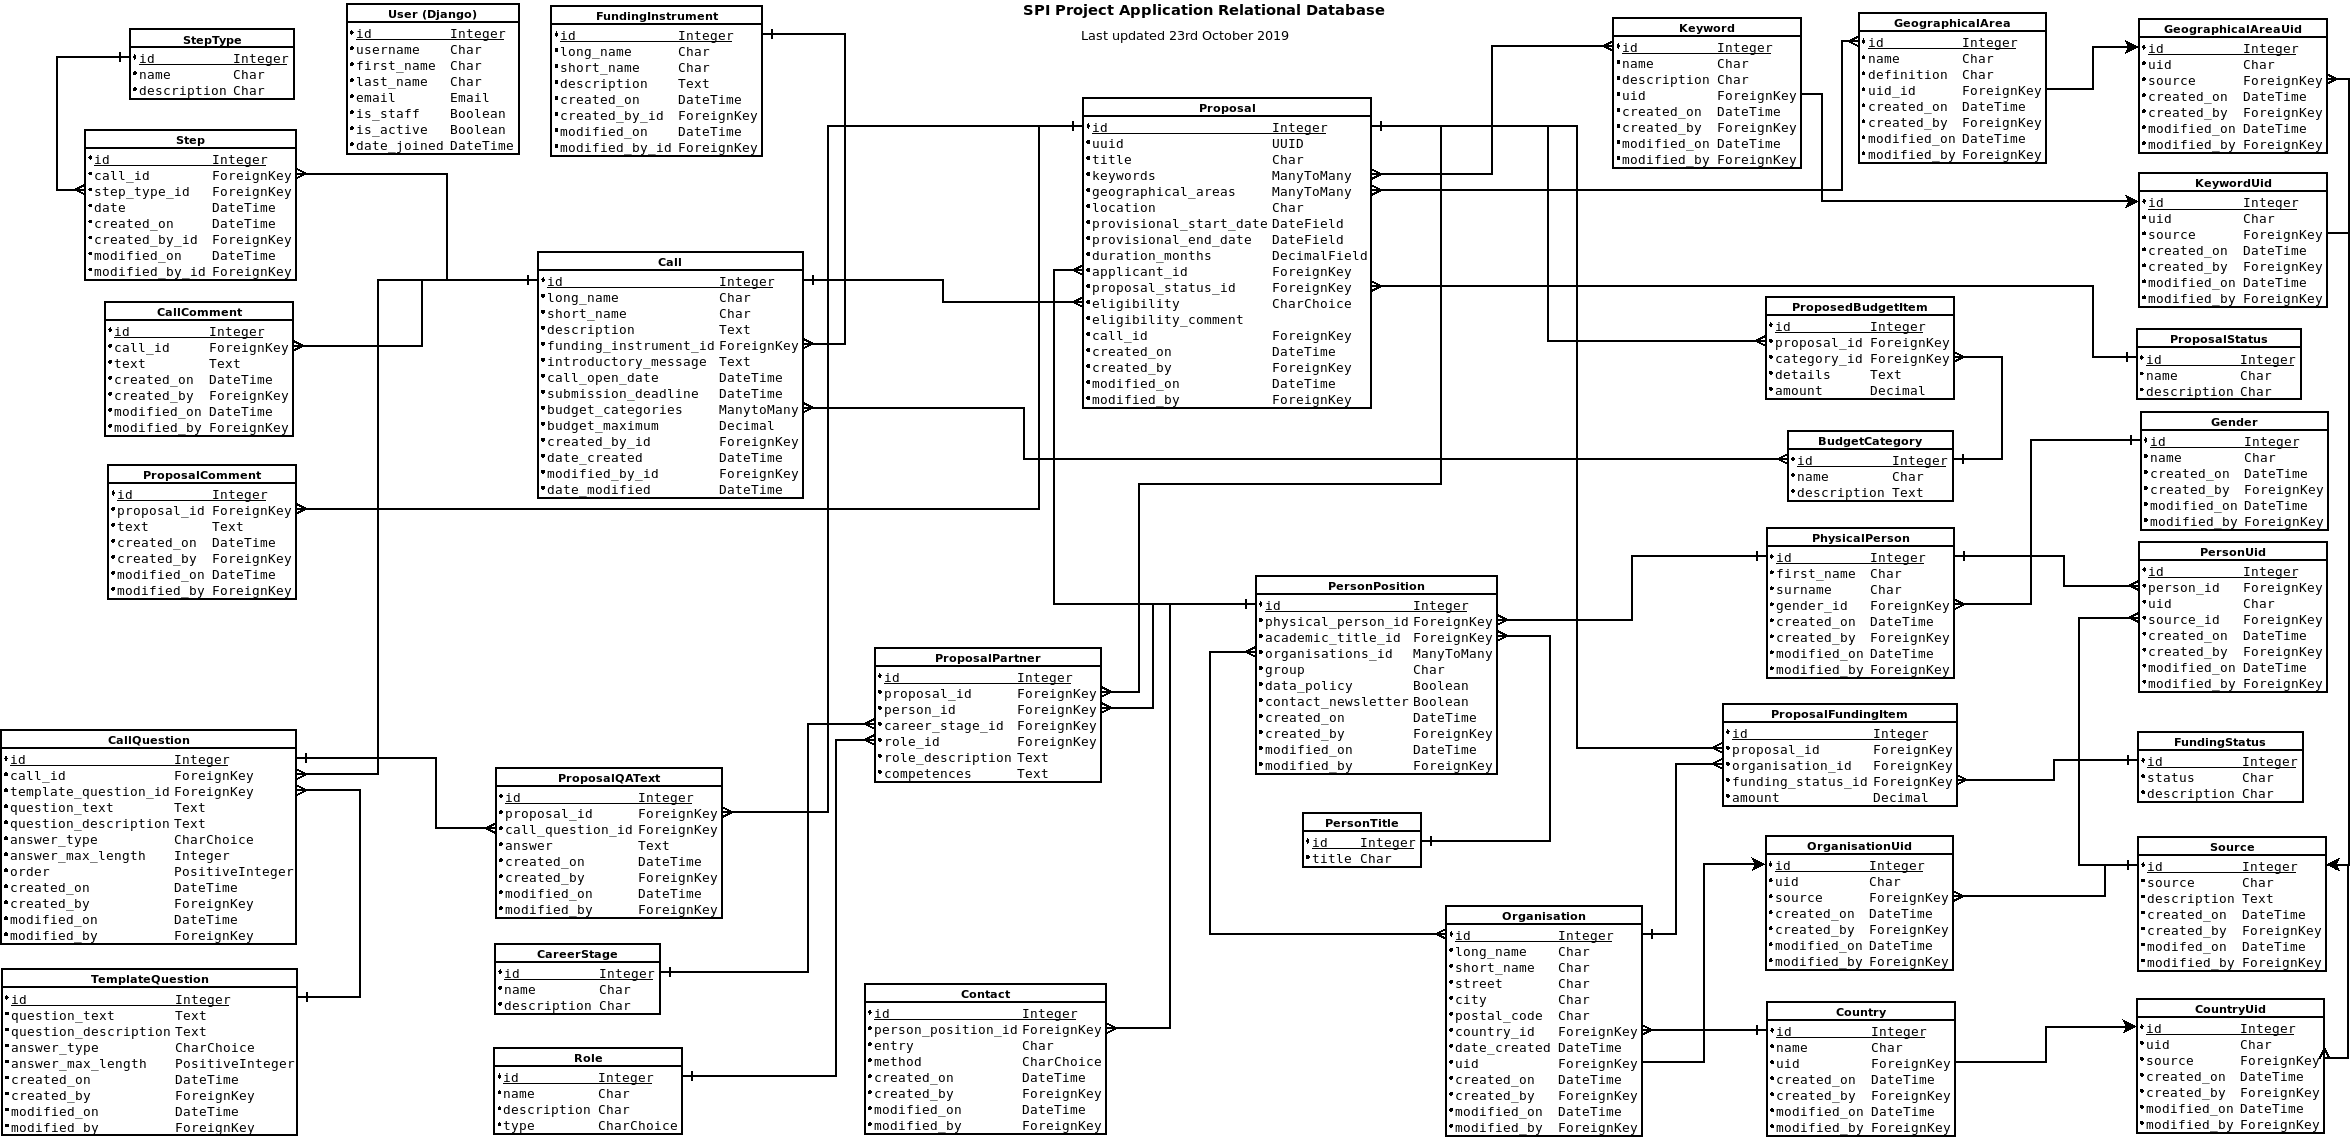 SPI Project Application Relational Database
Last updated 23rd October 2019
StepType
id Integer
name Char
description Char
User (Django)
id Integer
username Char
first_name Char
last_name Char
email Email
is_staff Boolean
is_active Boolean
date_joined DateTime
FundingInstrument
id Integer
long_name Char
short_name Char
description Text
created_on DateTime
created_by_id ForeignKey
modified_on DateTime
modified_by_id ForeignKey
Step
id Integer
call_id ForeignKey
step_type_id ForeignKey
date DateTime
created_on DateTime
created_by_id ForeignKey
modified_on DateTime
modified_by_id ForeignKey
CallComment
id Integer
call_id ForeignKey
text Text
created_on DateTime
created_by ForeignKey
modified_on DateTime
modified_by ForeignKey
ProposalComment
id Integer
proposal_id ForeignKey
text Text
created_on DateTime
created_by ForeignKey
modified_on DateTime
modified_by ForeignKey
Call
id Integer
long_name Char
short_name Char
description Text
funding_instrument_id ForeignKey
introductory_message Text
call_open_date DateTime
submission_deadline DateTime
budget_categories ManytoMany
budget_maximum Decimal
created_by_id ForeignKey
date_created DateTime
modified_by_id ForeignKey
date_modified DateTime
Proposal
id Integer
uuid UUID
title Char
keywords ManyToMany
geographical_areas ManyToMany
location Char
provisional_start_date DateField
provisional_end_date DateField
duration_months DecimalField
applicant_id ForeignKey
proposal_status_id ForeignKey
eligibility CharChoice
eligibility_comment
call_id ForeignKey
created_on DateTime
created_by ForeignKey
modified_on DateTime
modified_by ForeignKey
Keyword
id Integer
name Char
description Char
uid ForeignKey
created_on DateTime
created_by ForeignKey
modified_on DateTime
modified_by ForeignKey
GeographicalArea
id Integer
name Char
definition Char
uid_id ForeignKey
created_on DateTime
created_by ForeignKey
modified_on DateTime
modified_by ForeignKey
GeographicalAreaUid
id Integer
uid Char
source ForeignKey
created_on DateTime
created_by ForeignKey
modified_on DateTime
modified_by ForeignKey
KeywordUid
id Integer
uid Char
source ForeignKey
created_on DateTime
created_by ForeignKey
modified_on DateTime
modified_by ForeignKey
ProposedBudgetItem
id Integer
proposal_id ForeignKey
category_id ForeignKey
details Text
amount Decimal
ProposalStatus
id Integer
name Char
description Char
BudgetCategory
id Integer
name Char
description Text
Gender
id Integer
name Char
created_on DateTime
created_by ForeignKey
modified_on DateTime
modified_by ForeignKey
PhysicalPerson
id Integer
first_name Char
surname Char
gender_id ForeignKey
created_on DateTime
created_by ForeignKey
modified_on DateTime
modified_by ForeignKey
PersonUid
id Integer
person_id ForeignKey
uid Char
source_id ForeignKey
created_on DateTime
created_by ForeignKey
modified_on DateTime
modified_by ForeignKey
PersonPosition
id Integer
physical_person_id ForeignKey
academic_title_id ForeignKey
organisations_id ManyToMany
group Char
data_policy Boolean
contact_newsletter Boolean
created_on DateTime
created_by ForeignKey
modified_on DateTime
modified_by ForeignKey
ProposalPartner
id Integer
proposal_id ForeignKey
person_id ForeignKey
career_stage_id ForeignKey
role_id ForeignKey
role_description Text
competences Text
ProposalFundingItem
id Integer
proposal_id ForeignKey
organisation_id ForeignKey
funding_status_id ForeignKey
amount Decimal
FundingStatus
id Integer
status Char
description Char
CallQuestion
id Integer
call_id ForeignKey
template_question_id ForeignKey
question_text Text
question_description Text
answer_type CharChoice
answer_max_length Integer
order PositiveInteger
created_on DateTime
created_by ForeignKey
modified_on DateTime
modified_by ForeignKey
ProposalQAText
id Integer
proposal_id ForeignKey
call_question_id ForeignKey
answer Text
created_on DateTime
created_by ForeignKey
modified_on DateTime
modified_by ForeignKey
PersonTitle
id Integer
title Char
OrganisationUid
id Integer
uid Char
source ForeignKey
created_on DateTime
created_by ForeignKey
modified_on DateTime
modified_by ForeignKey
Source
id Integer
source Char
description Text
created_on DateTime
created_by ForeignKey
modifed_on DateTime
modified_by ForeignKey
TemplateQuestion
id Integer
question_text Text
question_description Text
answer_type CharChoice
answer_max_length PositiveInteger
created_on DateTime
created_by ForeignKey
modified_on DateTime
modified_by ForeignKey
CareerStage
id Integer
name Char
description Char
Role
id Integer
name Char
description Char
type CharChoice
Contact
id Integer
person_position_id ForeignKey
entry Char
method CharChoice
created_on DateTime
created_by ForeignKey
modified_on DateTime
modified_by ForeignKey
Organisation
id Integer
long_name Char
short_name Char
street Char
city Char
postal_code Char
country_id ForeignKey
date_created DateTime
uid ForeignKey
created_on DateTime
created_by ForeignKey
modified_on DateTime
modified_by ForeignKey
Country
id Integer
name Char
uid ForeignKey
created_on DateTime
created_by ForeignKey
modified_on DateTime
modified_by ForeignKey
CountryUid
id Integer
uid Char
source ForeignKey
created_on DateTime
created_by ForeignKey
modified_on DateTime
modified_by ForeignKey